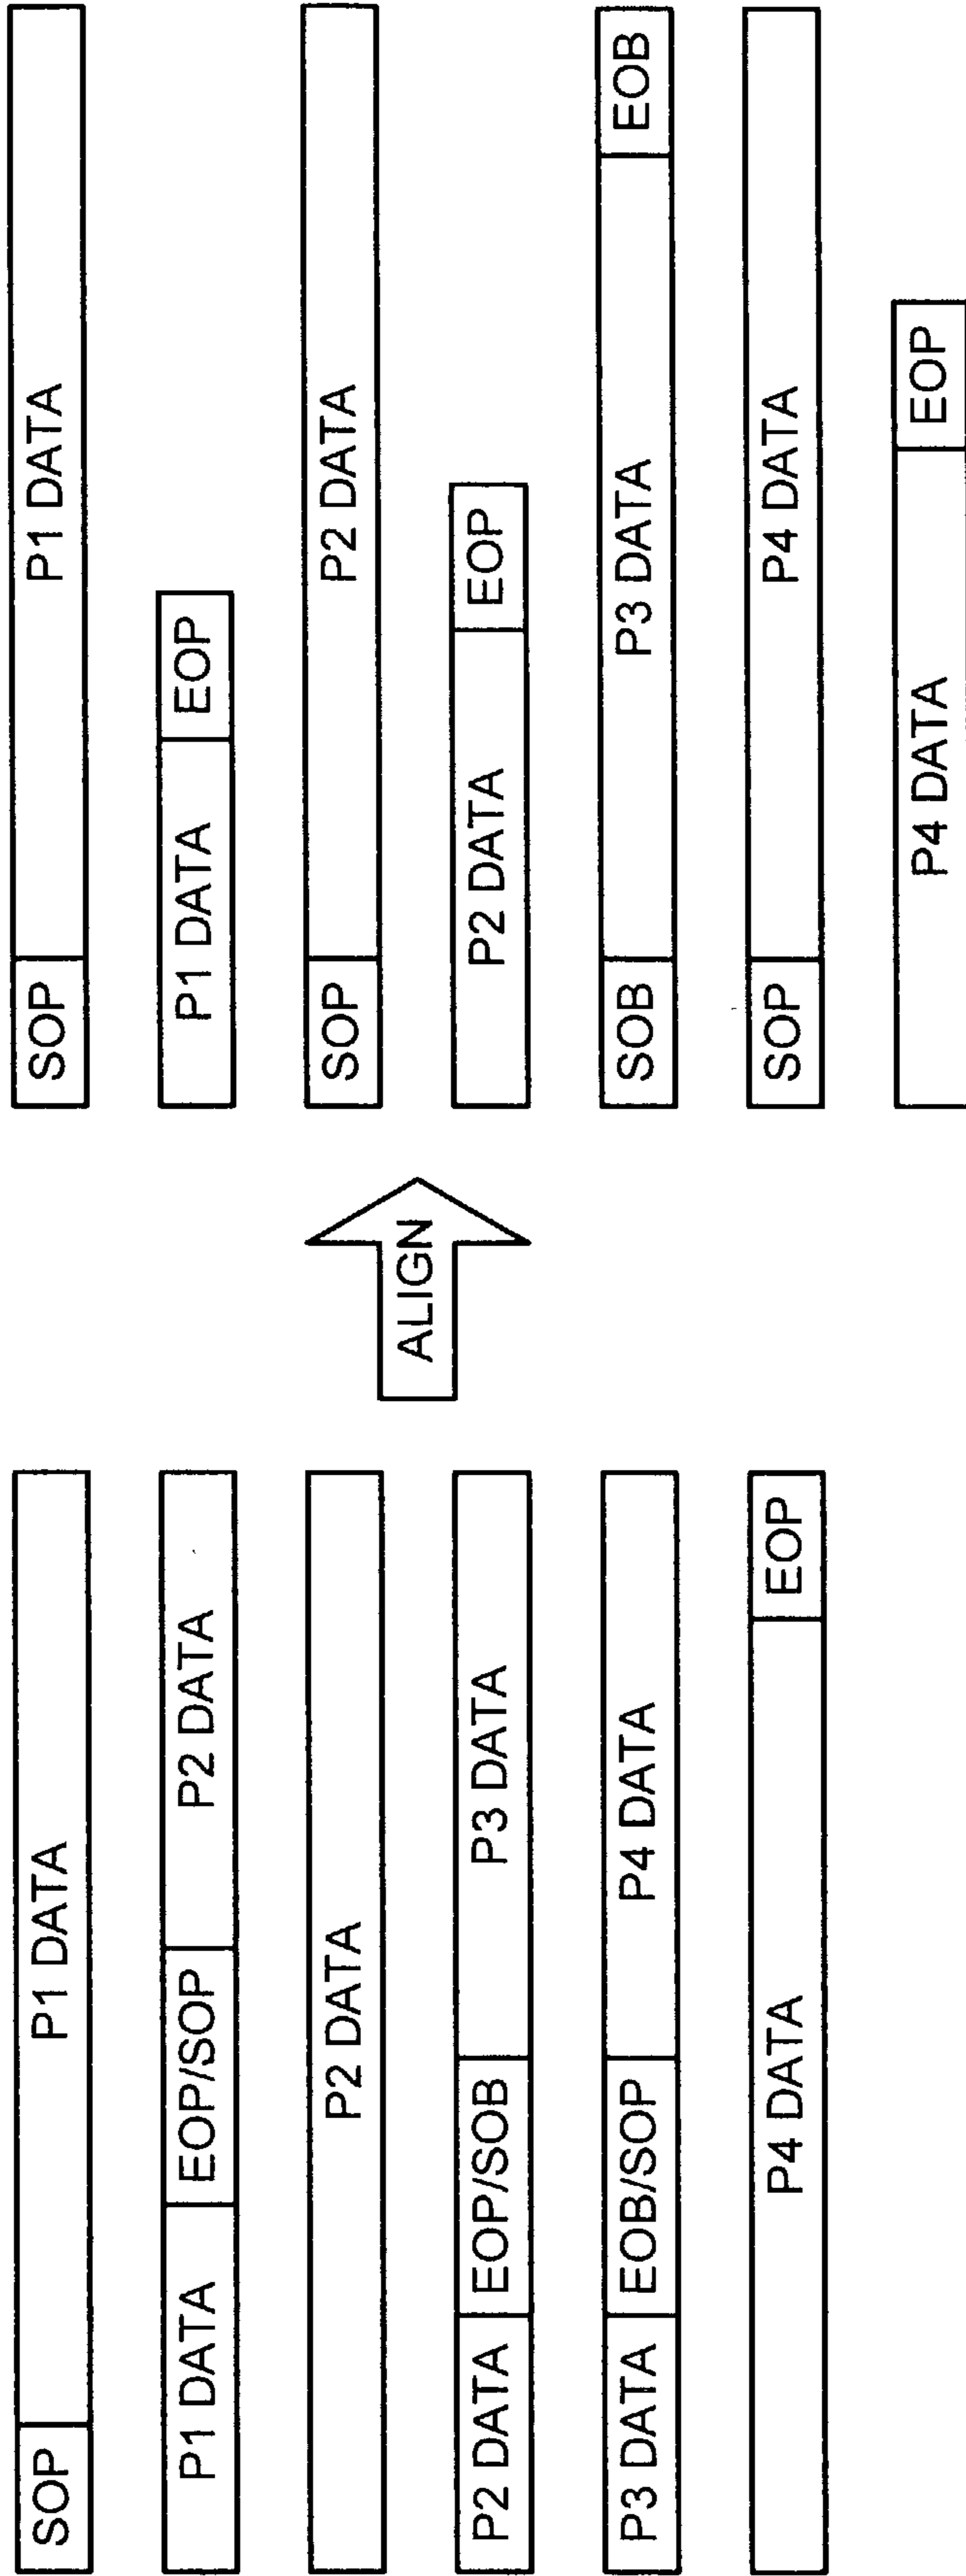 SOP P1 DATA
P1 DATA EOP/SOP P2 DATA
P2 DATA
P2 DATA EOP/SOB P3 DATA
P3 DATA EOB/SOP P4 DATA
P4 DATA EOP
ALIGN
SOP P1 DATA
P1 DATA EOP
SOP P2 DATA
P2 DATA EOP
SOB P3 DATA EOB
SOP P4 DATA
P4 DATA EOP